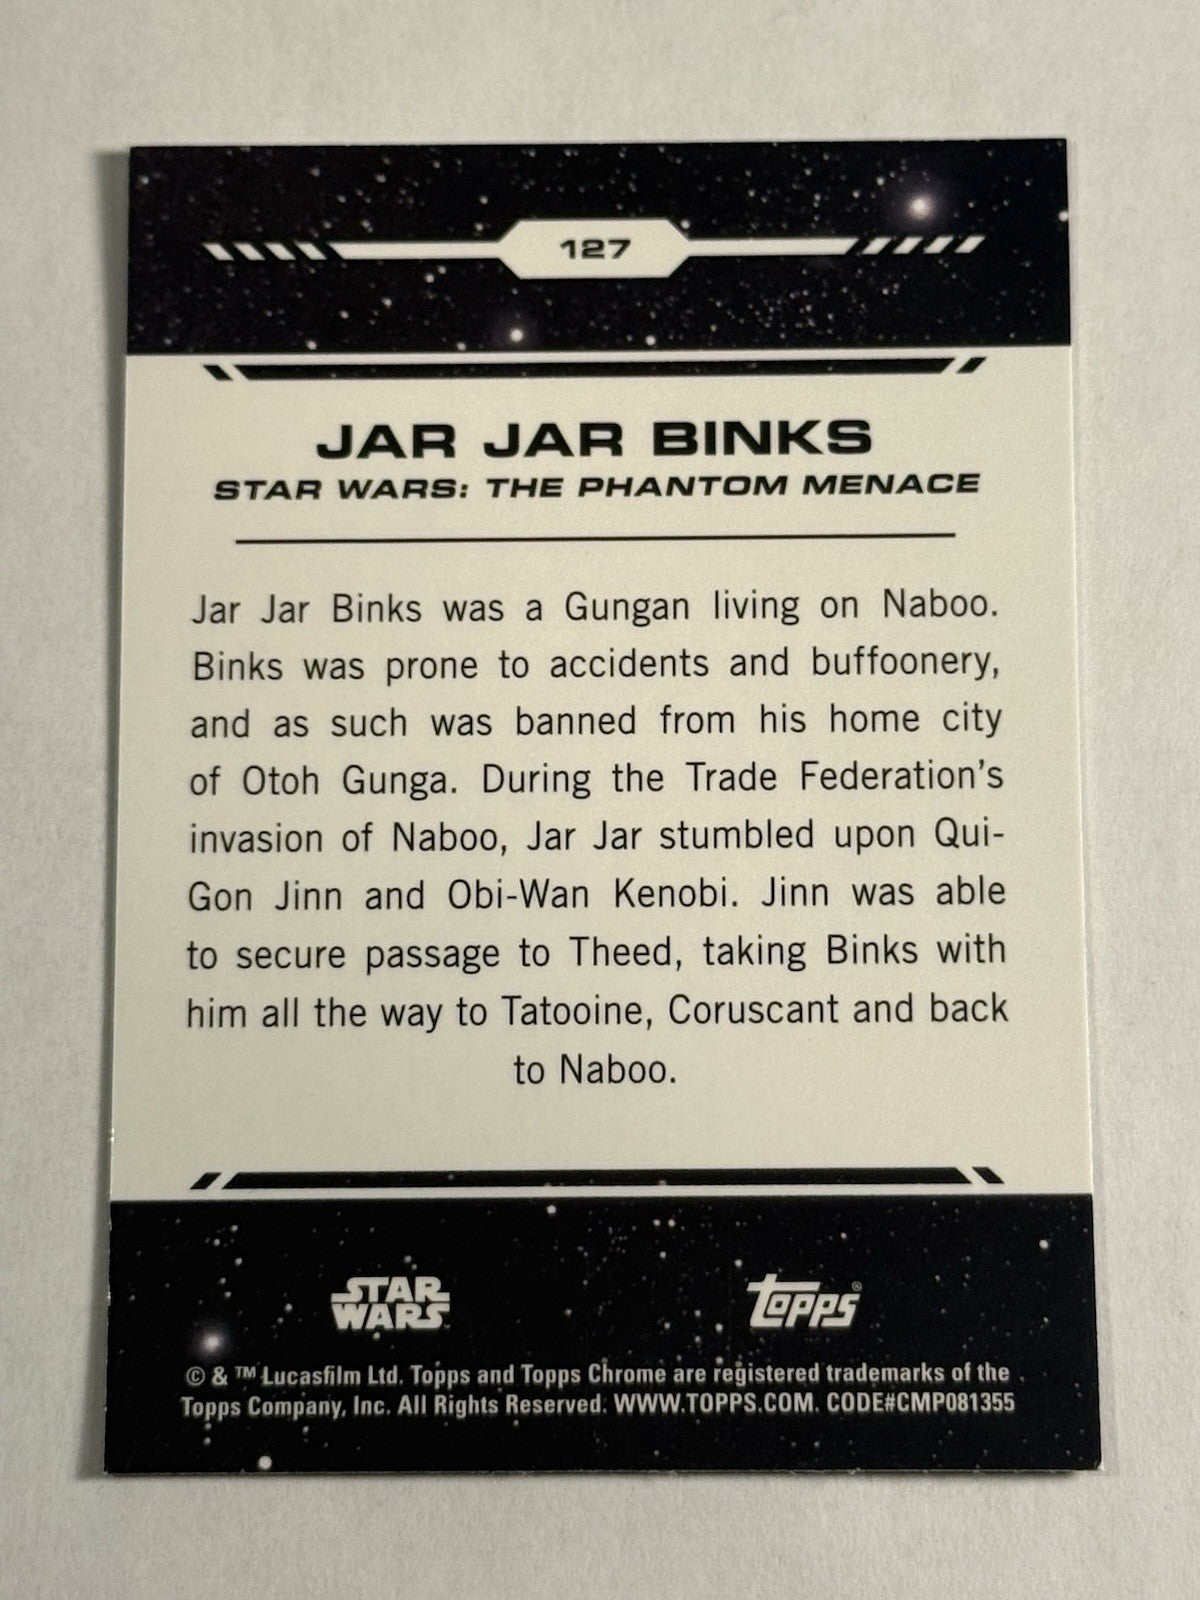 127
JAR JAR BINKS
STAR WARS: THE PHANTOM MENACE
Jar Jar Binks was a Gungan living on Naboo.
Binks was prone to accidents and buffoonery,
and as such was banned from his home city
of Otoh Gunga. During the Trade Federation's
invasion of Naboo, Jar Jar stumbled upon Qui-
Gon Jinn and Obi-Wan Kenobi. Jinn was able
to secure passage to Theed, taking Binks with
him all the way to Tatooine, Coruscant and back
to Naboo.
STAR
WARS
Topps®
© & ™ Lucasfilm Ltd. Topps and Topps Chrome are registered trademarks of the
Topps Company, Inc. All Rights Reserved. WWW.TOPPS.COM. CODE#CMP081355